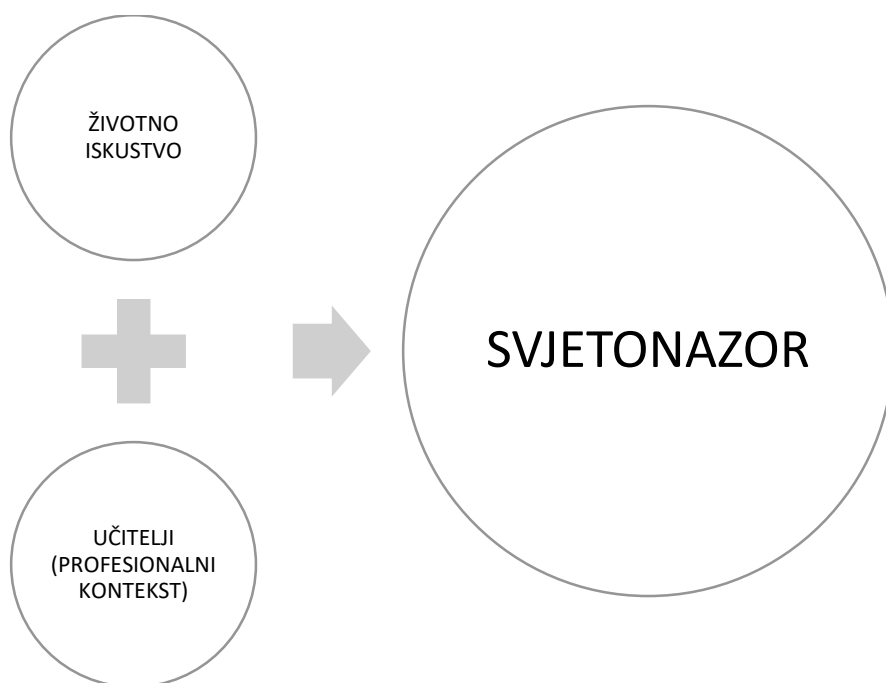 ŽIVOTNO
ISKUSTVO
UČITELJI
(PROFESIONALNI
KONTEKST)
SVJETONAZOR